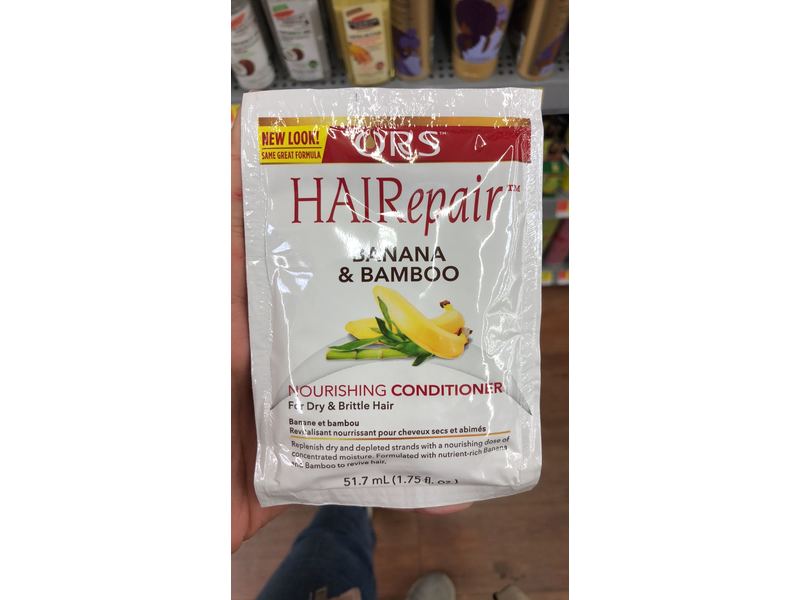 NEW LOOK!
SAME GREAT FORMULA
ORS™
HAIRepair™
BANANA
& BAMBOO
NOURISHING CONDITIONER
For Dry & Brittle Hair
Banane et bambou
Revitalisant nourrissant pour cheveux secs et abimés
Replenish dry and depleted strands with a nourishing dose of
concentrated moisture. Formulated with nutrient-rich Banana
and Bamboo to revive hair.
51.7 mL (1.75 fl. oz.)